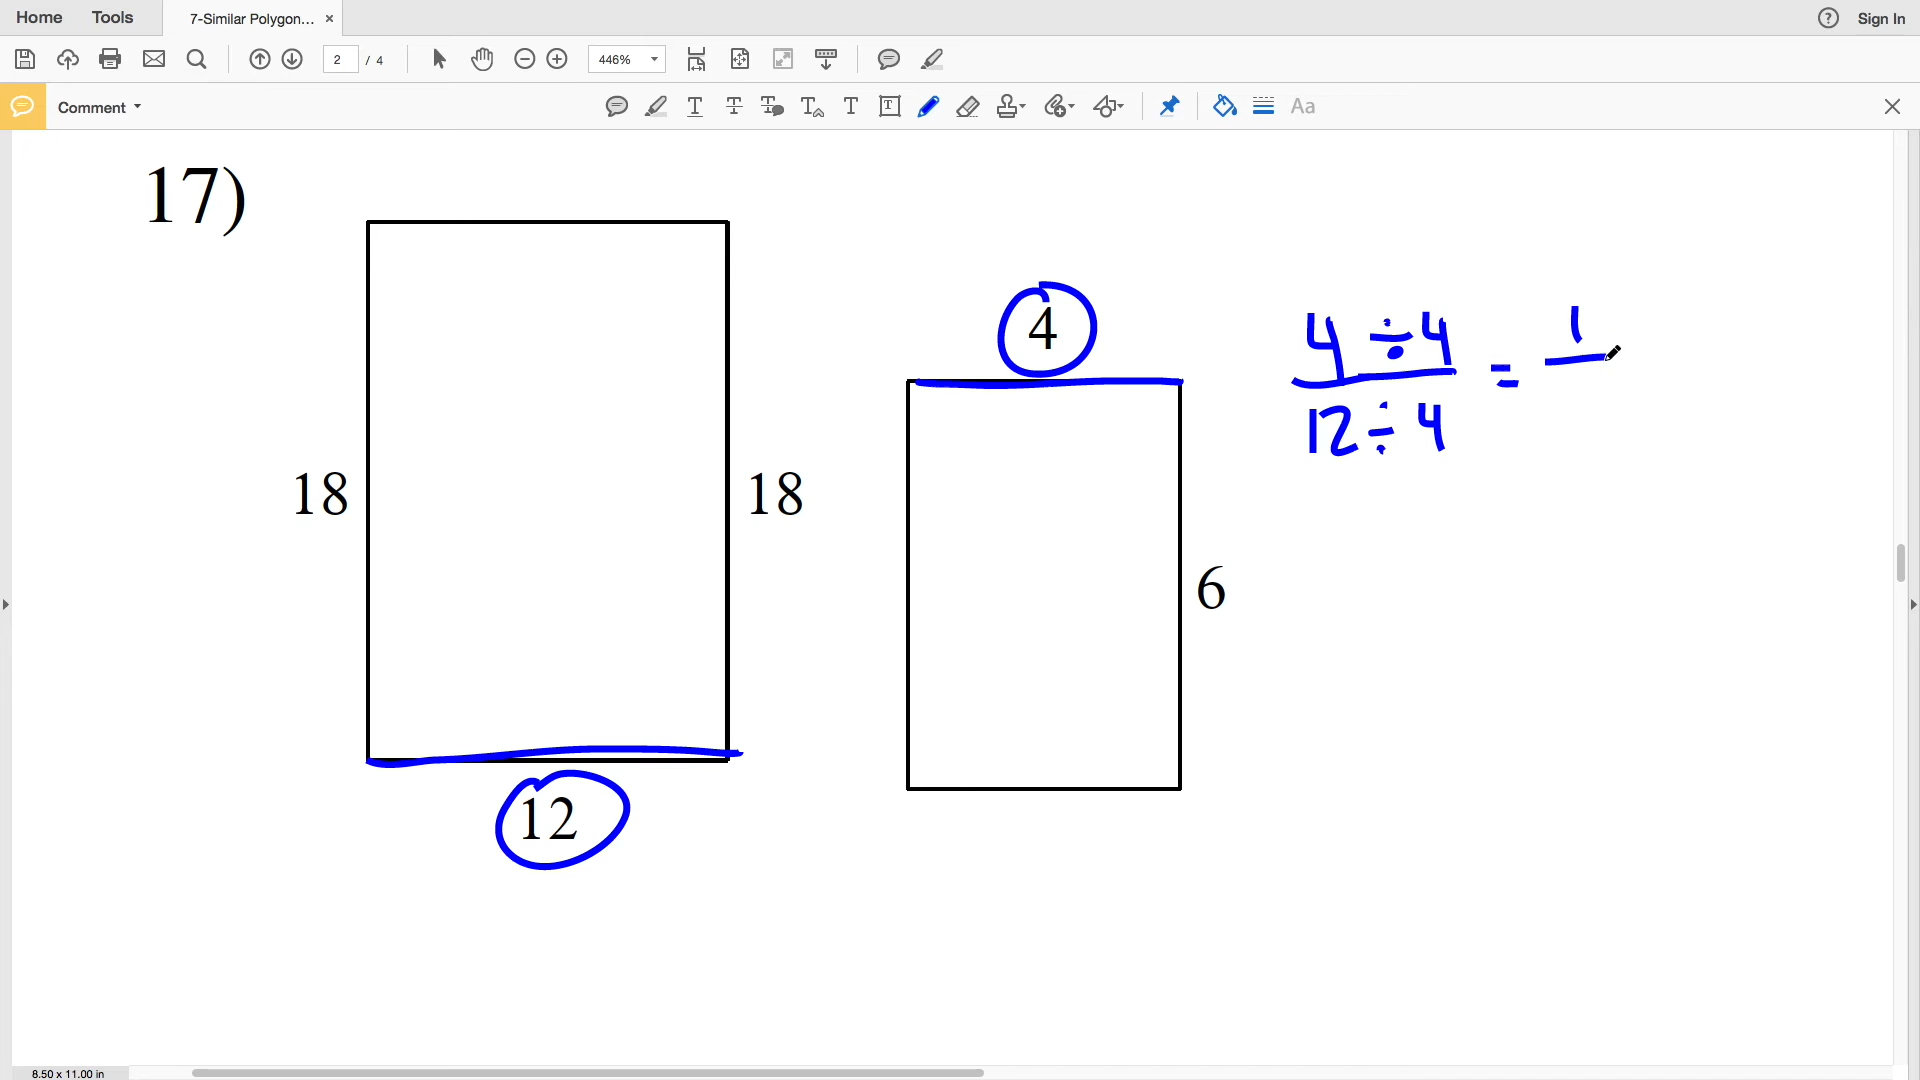 Home Tools 7-Similar Polygon... × ? Sign In
2 / 4 446%
Comment T T T T T T Aa
17)
4
4 ÷ 4 = 1
12 ÷ 4
18 18
6
12
8.50 x 11.00 in